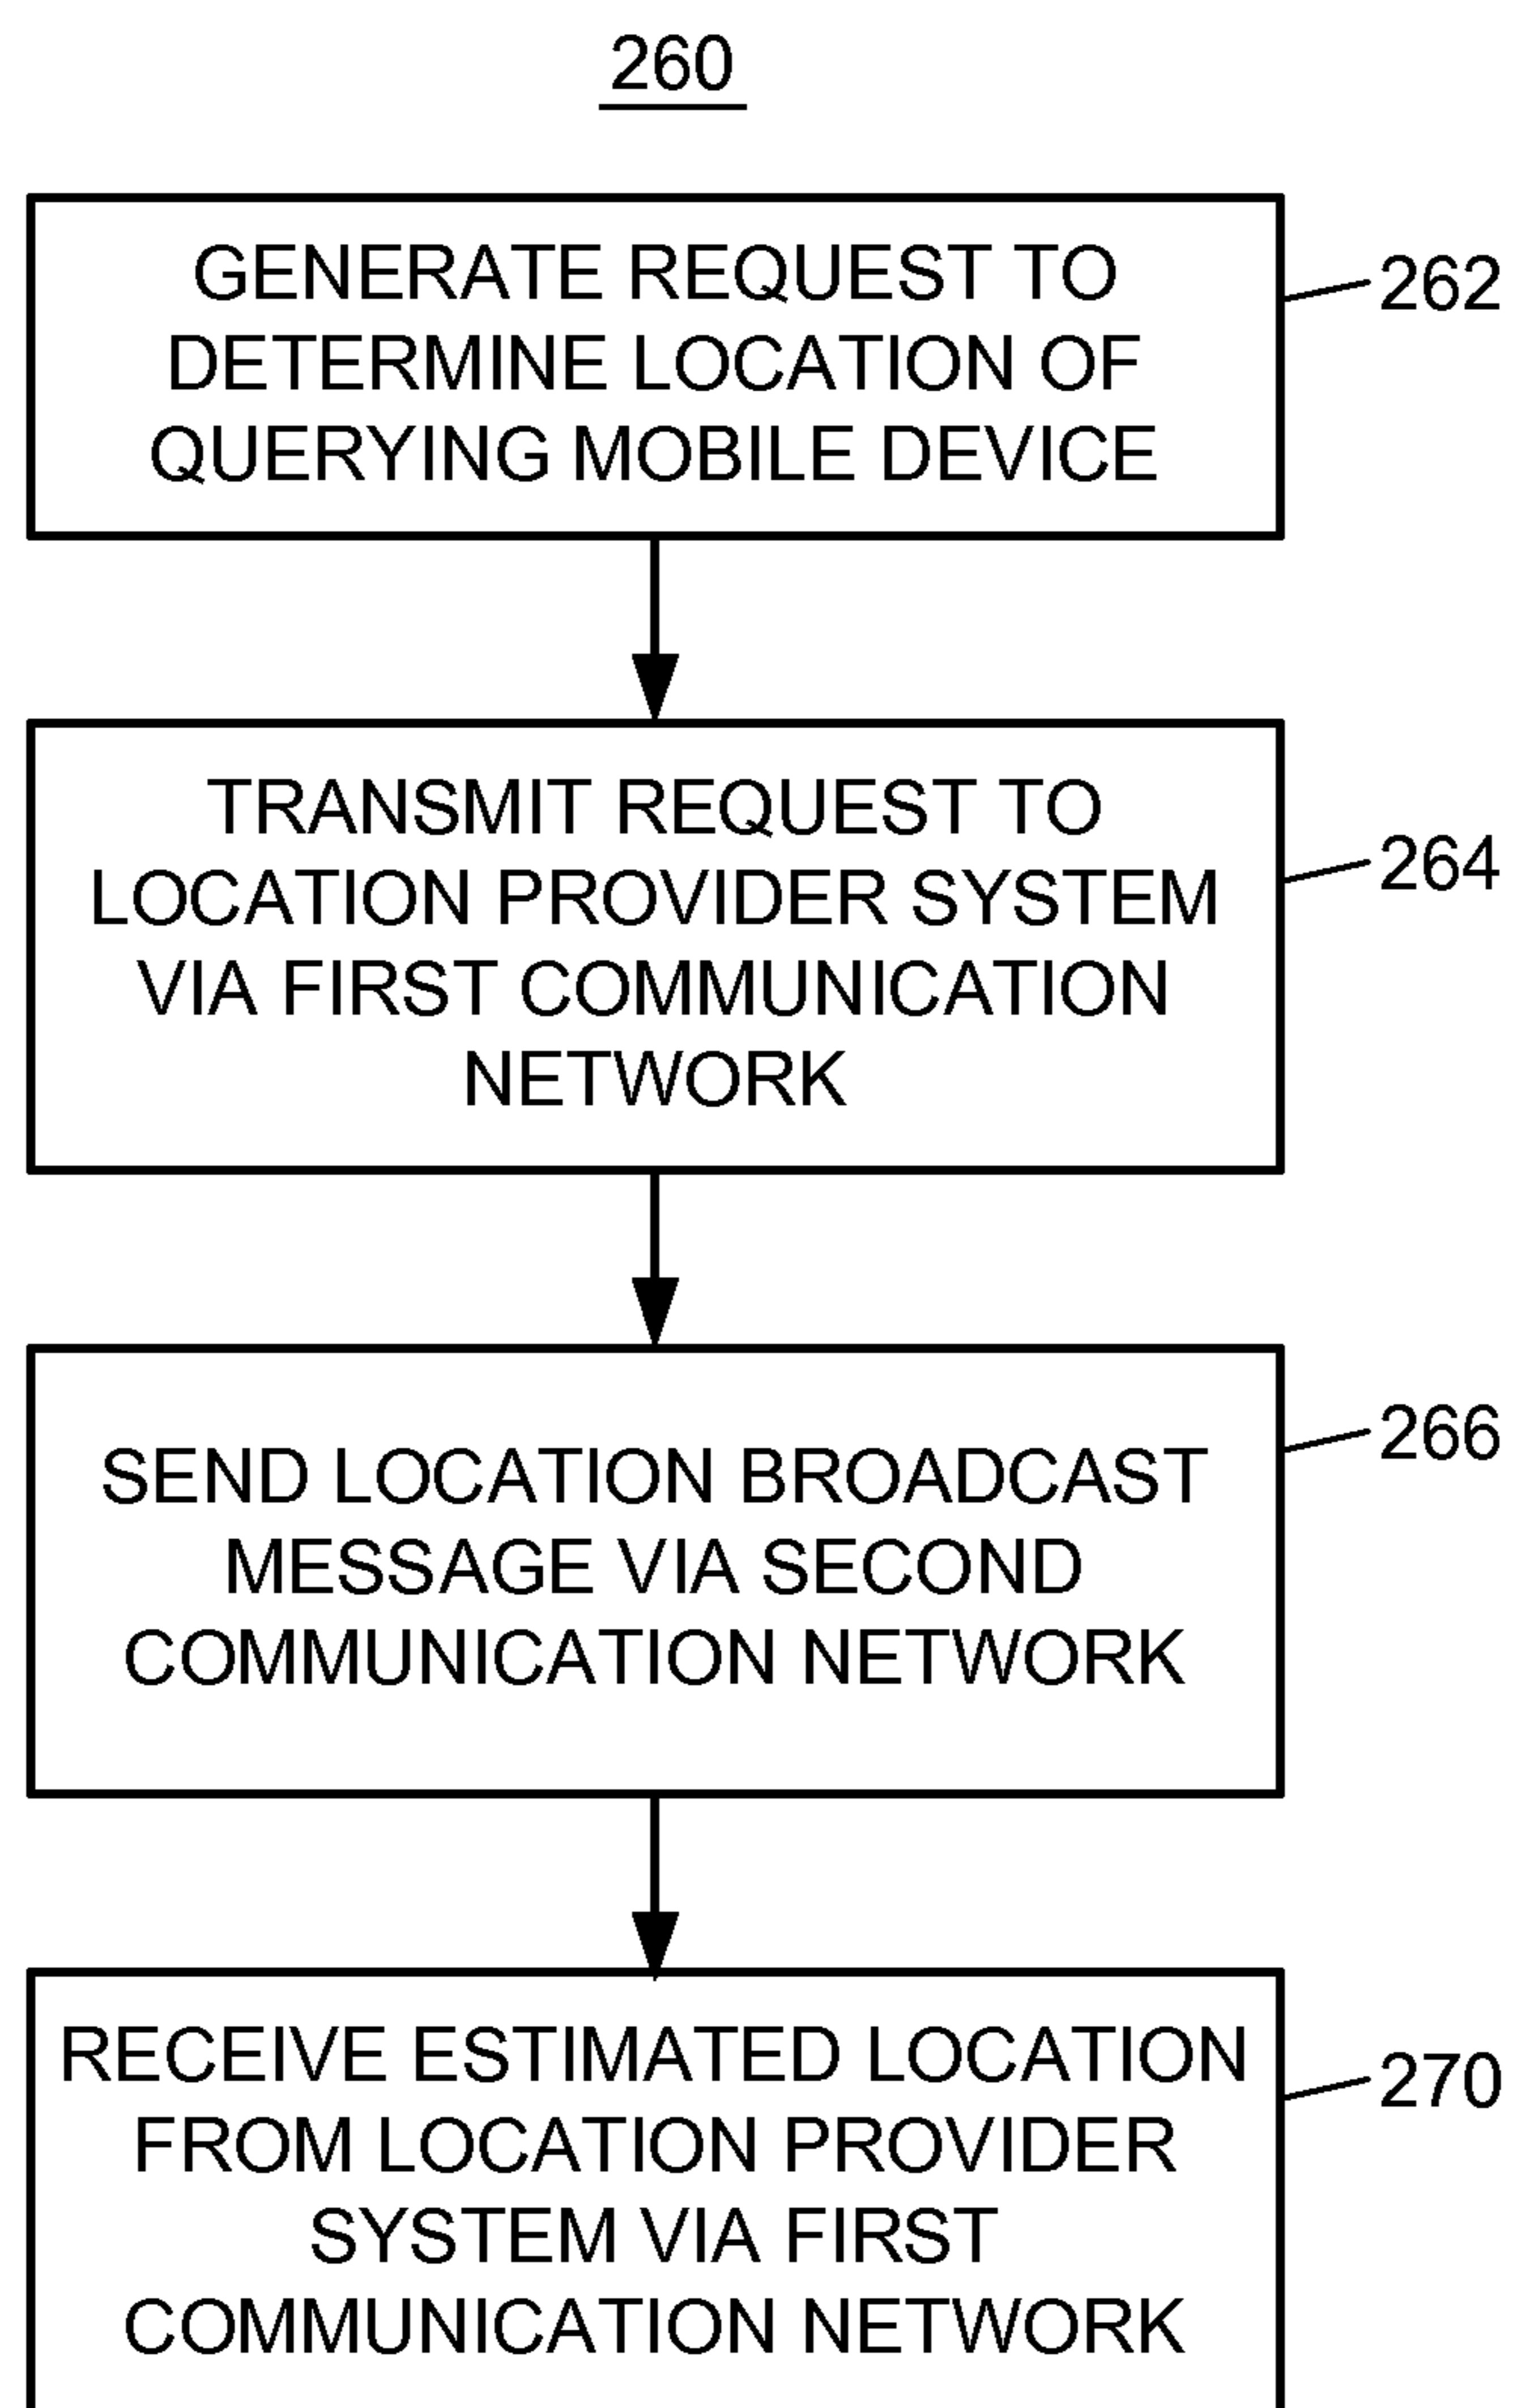 260
GENERATE REQUEST TO
DETERMINE LOCATION OF
QUERYING MOBILE DEVICE
262
TRANSMIT REQUEST TO
LOCATION PROVIDER SYSTEM
VIA FIRST COMMUNICATION
NETWORK
264
SEND LOCATION BROADCAST
MESSAGE VIA SECOND
COMMUNICATION NETWORK
266
RECEIVE ESTIMATED LOCATION
FROM LOCATION PROVIDER
SYSTEM VIA FIRST
COMMUNICATION NETWORK
270